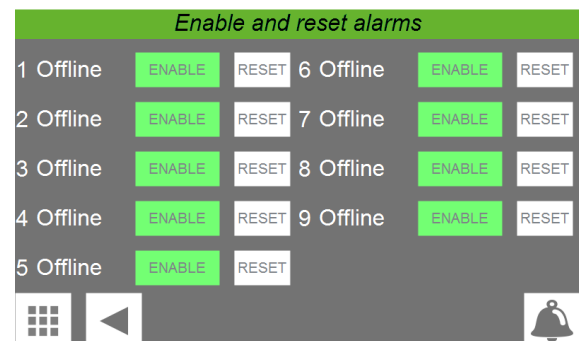 Enable and reset alarms
1 Offline ENABLE RESET 6 Offline ENABLE RESET
2 Offline ENABLE RESET 7 Offline ENABLE RESET
3 Offline ENABLE RESET 8 Offline ENABLE RESET
4 Offline ENABLE RESET 9 Offline ENABLE RESET
5 Offline ENABLE RESET